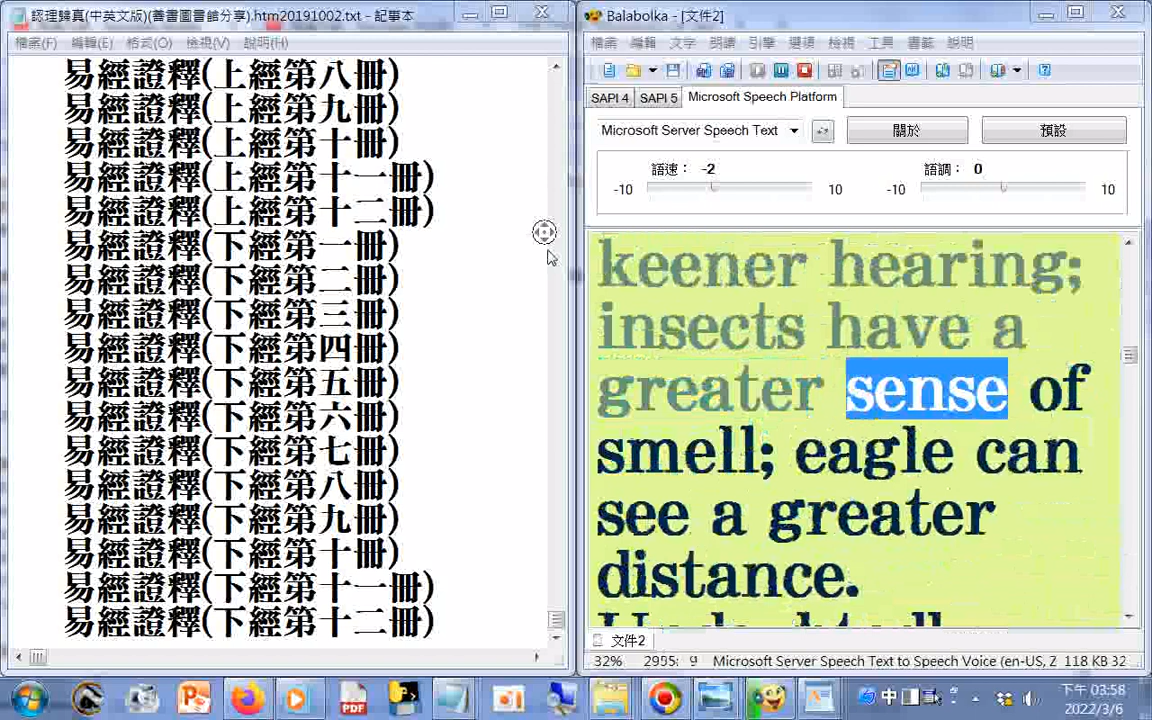 認理歸真(中英文版)(善書圖書館分享).htm20191002.txt - 記事本
檔案(F) 編輯(E) 格式(O) 檢視(V) 說明(H)
易經證釋(上經第八冊)
易經證釋(上經第九冊)
易經證釋(上經第十冊)
易經證釋(上經第十一冊)
易經證釋(上經第十二冊)
易經證釋(下經第一冊)
易經證釋(下經第二冊)
易經證釋(下經第三冊)
易經證釋(下經第四冊)
易經證釋(下經第五冊)
易經證釋(下經第六冊)
易經證釋(下經第七冊)
易經證釋(下經第八冊)
易經證釋(下經第九冊)
易經證釋(下經第十冊)
易經證釋(下經第十一冊)
易經證釋(下經第十二冊)
Balabolka - [文件2]
檔案 編輯 文字 朗讀 引擎 選項 檢視 工具 書籤 說明
SAPI 4 SAPI 5 Microsoft Speech Platform
Microsoft Server Speech Text 關於 預設
語速： -2 語調： 0
-10 10 -10 10
keener hearing;
insects have a
greater sense of
smell; eagle can
see a greater
distance.
文件2
32% 2955: 9 Microsoft Server Speech Text to Speech Voice (en-US, Z 118 KB 32
PDF
中
下午 03:58
2022/3/6